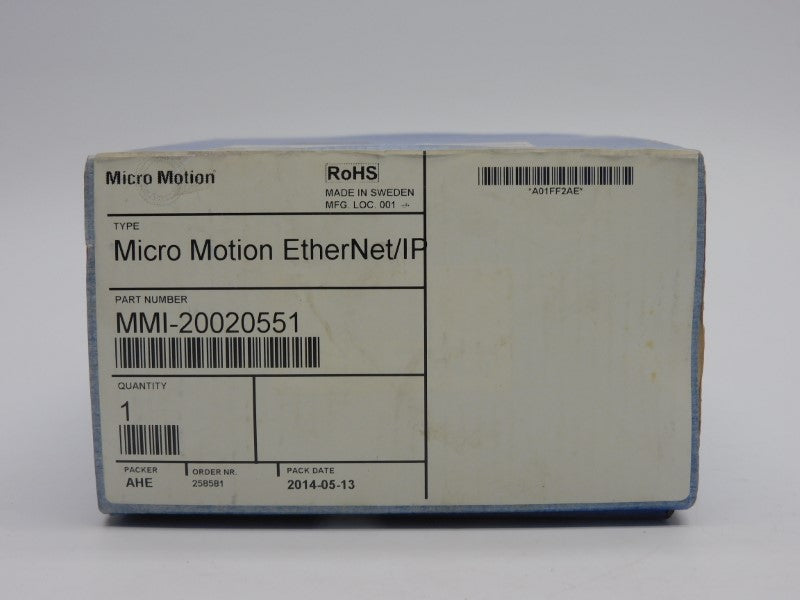 Micro Motion
RoHS
MADE IN SWEDEN
MFG. LOC. 001
*A01FF2AE*
TYPE
Micro Motion EtherNet/IP
PART NUMBER
MMI-20020551
QUANTITY
1
PACKER
AHE
ORDER NR.
258581
PACK DATE
2014-05-13